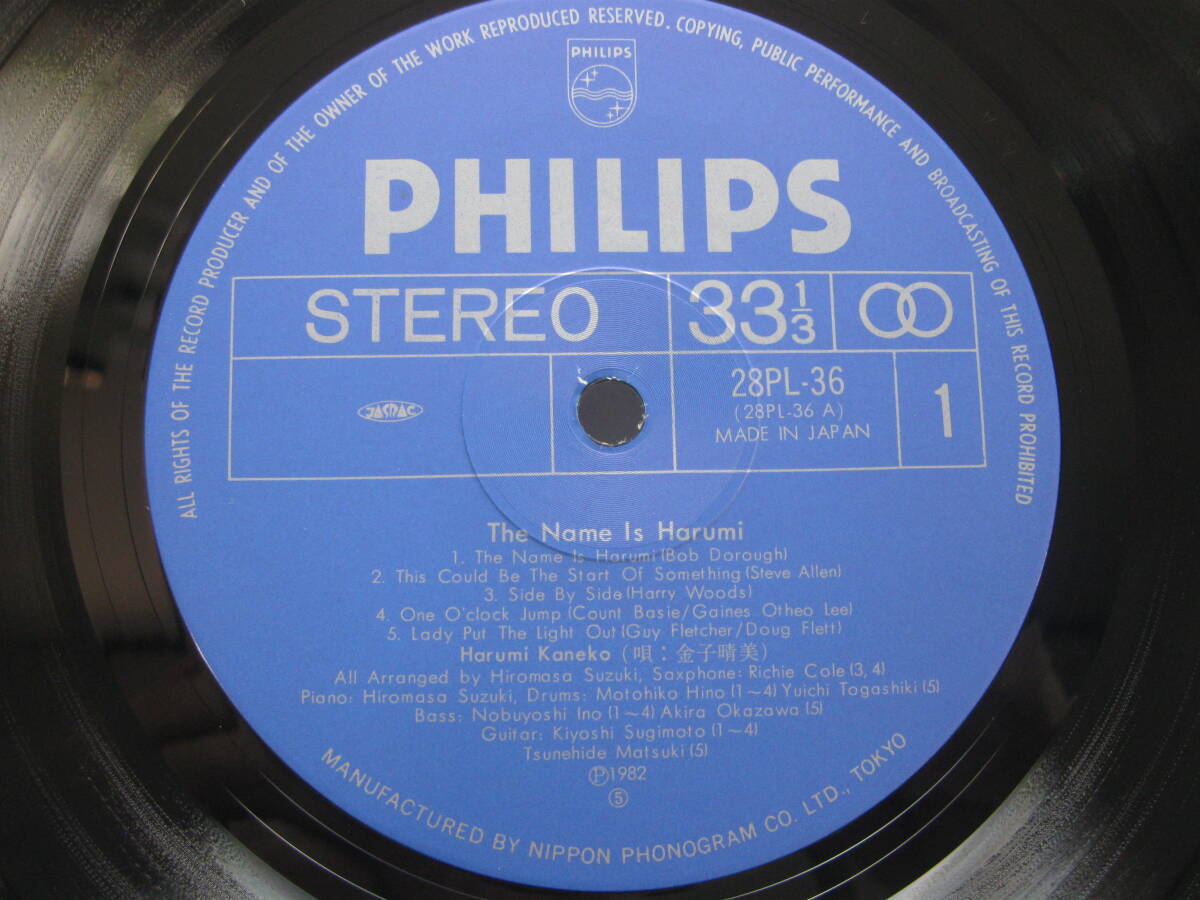 ALL RIGHTS OF THE RECORD PRODUCER AND OF THE OWNER OF THE WORK REPRODUCED RESERVED. COPYING, PUBLIC PERFORMANCE AND BROADCASTING OF THIS RECORD PROHIBITED
PHILIPS
PHILIPS
STEREO
33 1/3
JASRAC
28PL-36
(28PL-36 A)
MADE IN JAPAN
1
The Name Is Harumi
1. The Name Is Harumi (Bob Dorough)
2. This Could Be The Start Of Something (Steve Allen)
3. Side By Side (Harry Woods)
4. One O'clock Jump (Count Basie/Gaines Otheo Lee)
5. Lady Put The Light Out (Guy Fletcher/Doug Flett)
Harumi Kaneko (唄：金子晴美)
All Arranged by Hiromasa Suzuki, Saxphone: Richie Cole (3, 4)
Piano: Hiromasa Suzuki, Drums: Motohiko Hino (1～4) Yuichi Togashiki (5)
Bass: Nobuyoshi Ino (1～4) Akira Okazawa (5)
Guitar: Kiyoshi Sugimoto (1～4)
Tsunehide Matsuki (5)
℗1982
⑤
MANUFACTURED BY NIPPON PHONOGRAM CO. LTD., TOKYO